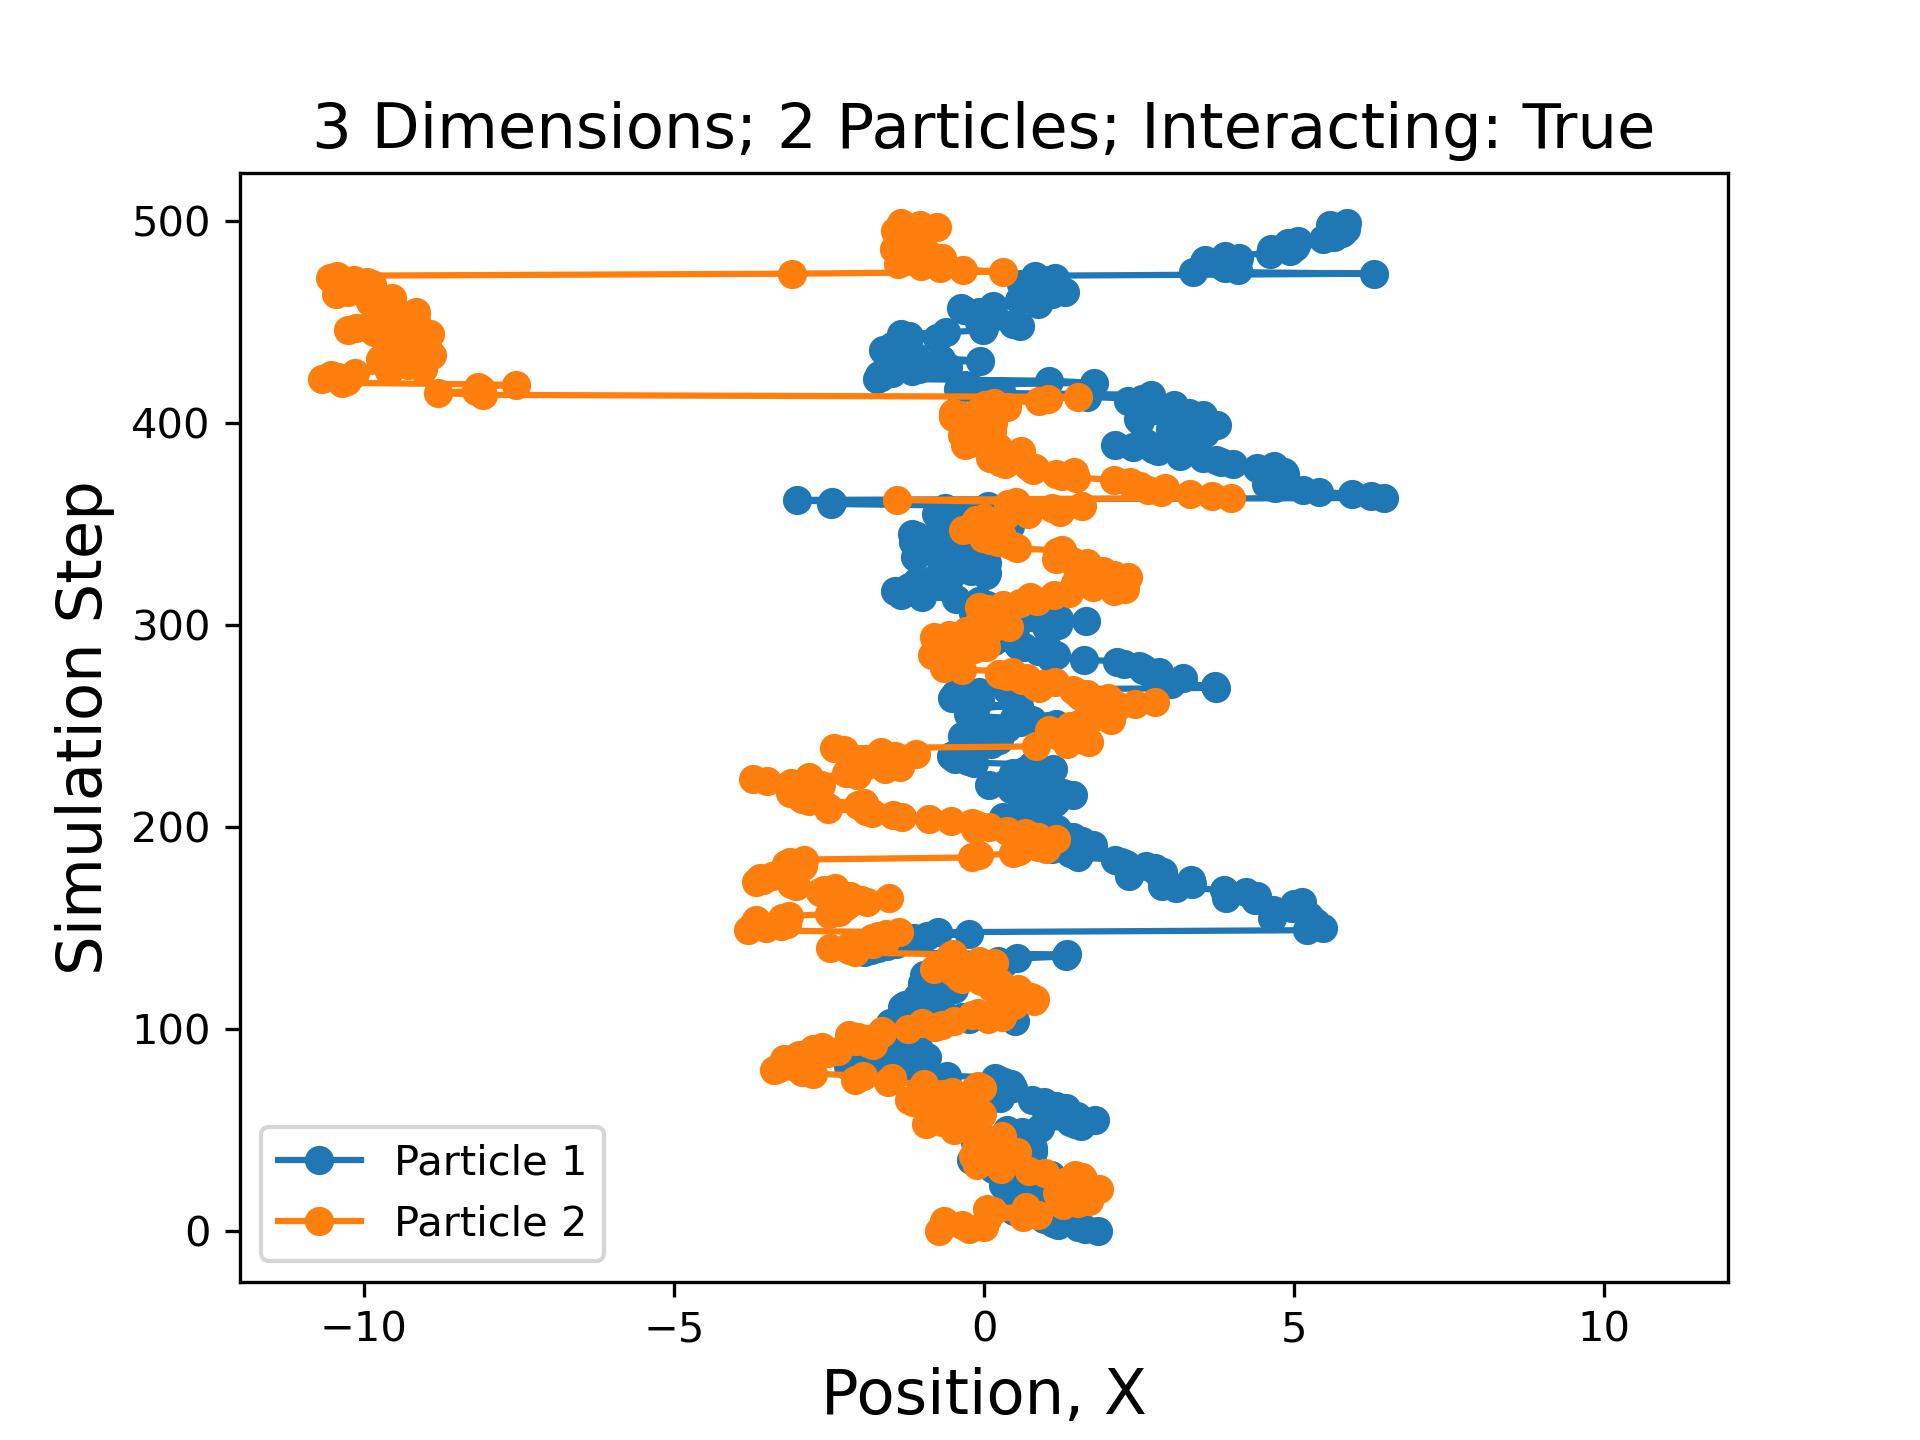 3 Dimensions; 2 Particles; Interacting: True
Simulation Step
500
400
300
200
100
0
Particle 1
Particle 2
−10
−5
0
5
10
Position, X